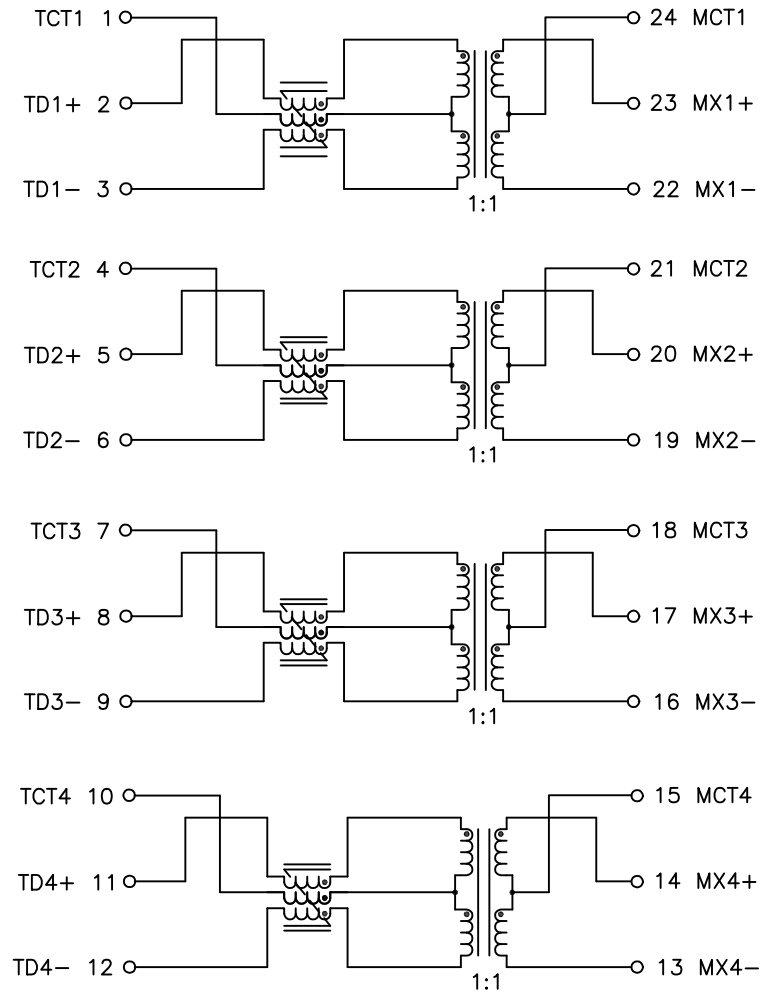 TCT1 1 24 MCT1
TD1+ 2 23 MX1+
TD1− 3 22 MX1−
1:1
TCT2 4 21 MCT2
TD2+ 5 20 MX2+
TD2− 6 19 MX2−
1:1
TCT3 7 18 MCT3
TD3+ 8 17 MX3+
TD3− 9 16 MX3−
1:1
TCT4 10 15 MCT4
TD4+ 11 14 MX4+
TD4− 12 13 MX4−
1:1